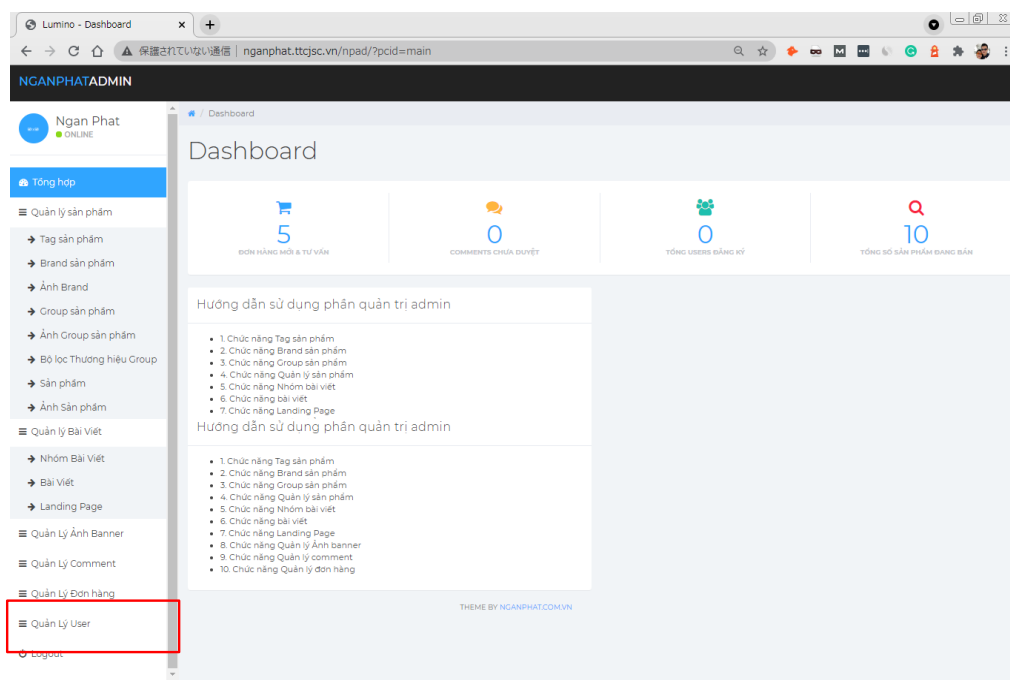 Lumino - Dashboard
保護されていない通信 | nganphat.ttcjsc.vn/npad/?pcid=main
NGANPHATADMIN
Ngan Phat
ONLINE
/ Dashboard
Dashboard
Tổng hợp
Quản lý sản phẩm
Tag sản phẩm
Brand sản phẩm
Ảnh Brand
Group sản phẩm
Ảnh Group sản phẩm
Bộ lọc Thương hiệu Group
Sản phẩm
Ảnh Sản phẩm
Quản lý Bài Viết
Nhóm Bài Viết
Bài Viết
Landing Page
Quản Lý Ảnh Banner
Quản Lý Comment
Quản Lý Đơn hàng
Quản Lý User
Logout
5
ĐƠN HÀNG MỚI & TƯ VẤN
0
COMMENTS CHƯA DUYỆT
0
TỔNG USERS ĐĂNG KÝ
10
TỔNG SỐ SẢN PHẨM ĐANG BÁN
Hướng dẫn sử dụng phần quản trị admin
1. Chức năng Tag sản phẩm
2. Chức năng Brand sản phẩm
3. Chức năng Group sản phẩm
4. Chức năng Quản lý sản phẩm
5. Chức năng Nhóm bài viết
6. Chức năng bài viết
7. Chức năng Landing Page
Hướng dẫn sử dụng phần quản trị admin
1. Chức năng Tag sản phẩm
2. Chức năng Brand sản phẩm
3. Chức năng Group sản phẩm
4. Chức năng Quản lý sản phẩm
5. Chức năng Nhóm bài viết
6. Chức năng bài viết
7. Chức năng Landing Page
8. Chức năng Quản lý Ảnh banner
9. Chức năng Quản lý comment
10. Chức năng Quản lý đơn hàng
THEME BY NGANPHAT.COM.VN